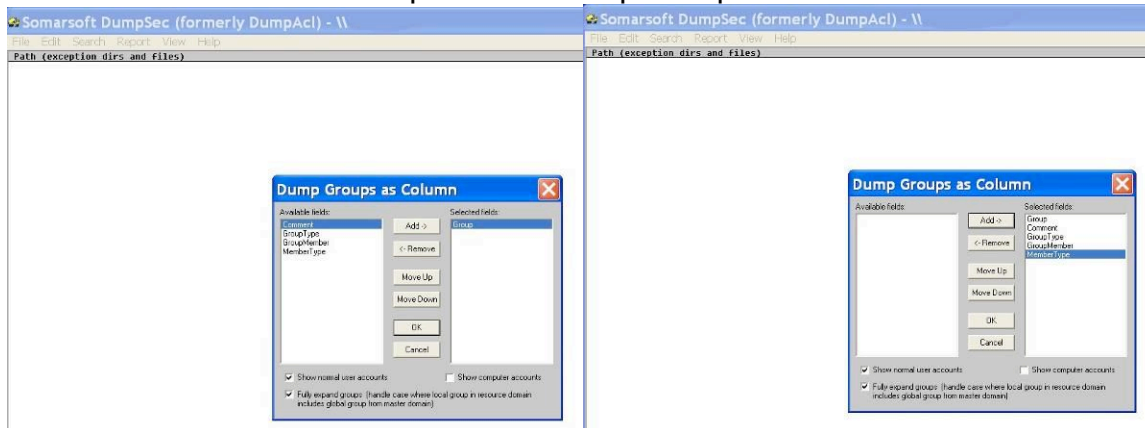 Somarsoft DumpSec (formerly DumpAcl) - \\
File Edit Search Report View Help
Path (exception dirs and files)
Dump Groups as Column
Available fields:
Comment
GroupType
GroupMember
MemberType
Add ->
<- Remove
Move Up
Move Down
OK
Cancel
Selected fields:
Group
Show normal user accounts
Show computer accounts
Fully expand groups (handle case where local group in resource domain
includes global group from master domain)
Somarsoft DumpSec (formerly DumpAcl) - \\
File Edit Search Report View Help
Path (exception dirs and files)
Dump Groups as Column
Available fields:
Add ->
<- Remove
Move Up
Move Down
OK
Cancel
Selected fields:
Group
Comment
GroupType
GroupMember
MemberType
Show normal user accounts
Show computer accounts
Fully expand groups (handle case where local group in resource domain
includes global group from master domain)